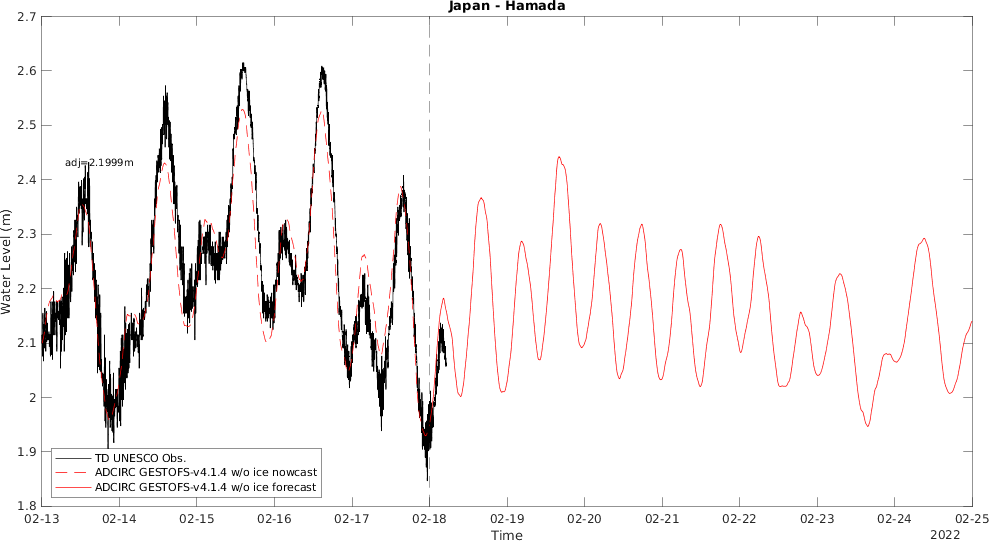 Japan - Hamada
2.7
2.6
2.5
2.4
2.3
2.2
2.1
2
1.9
1.8
Water Level (m)
adj=2.1999m
TD UNESCO Obs.
ADCIRC GESTOFS-v4.1.4 w/o ice nowcast
ADCIRC GESTOFS-v4.1.4 w/o ice forecast
02-13 02-14 02-15 02-16 02-17 02-18 02-19 02-20 02-21 02-22 02-23 02-24 02-25
Time
2022